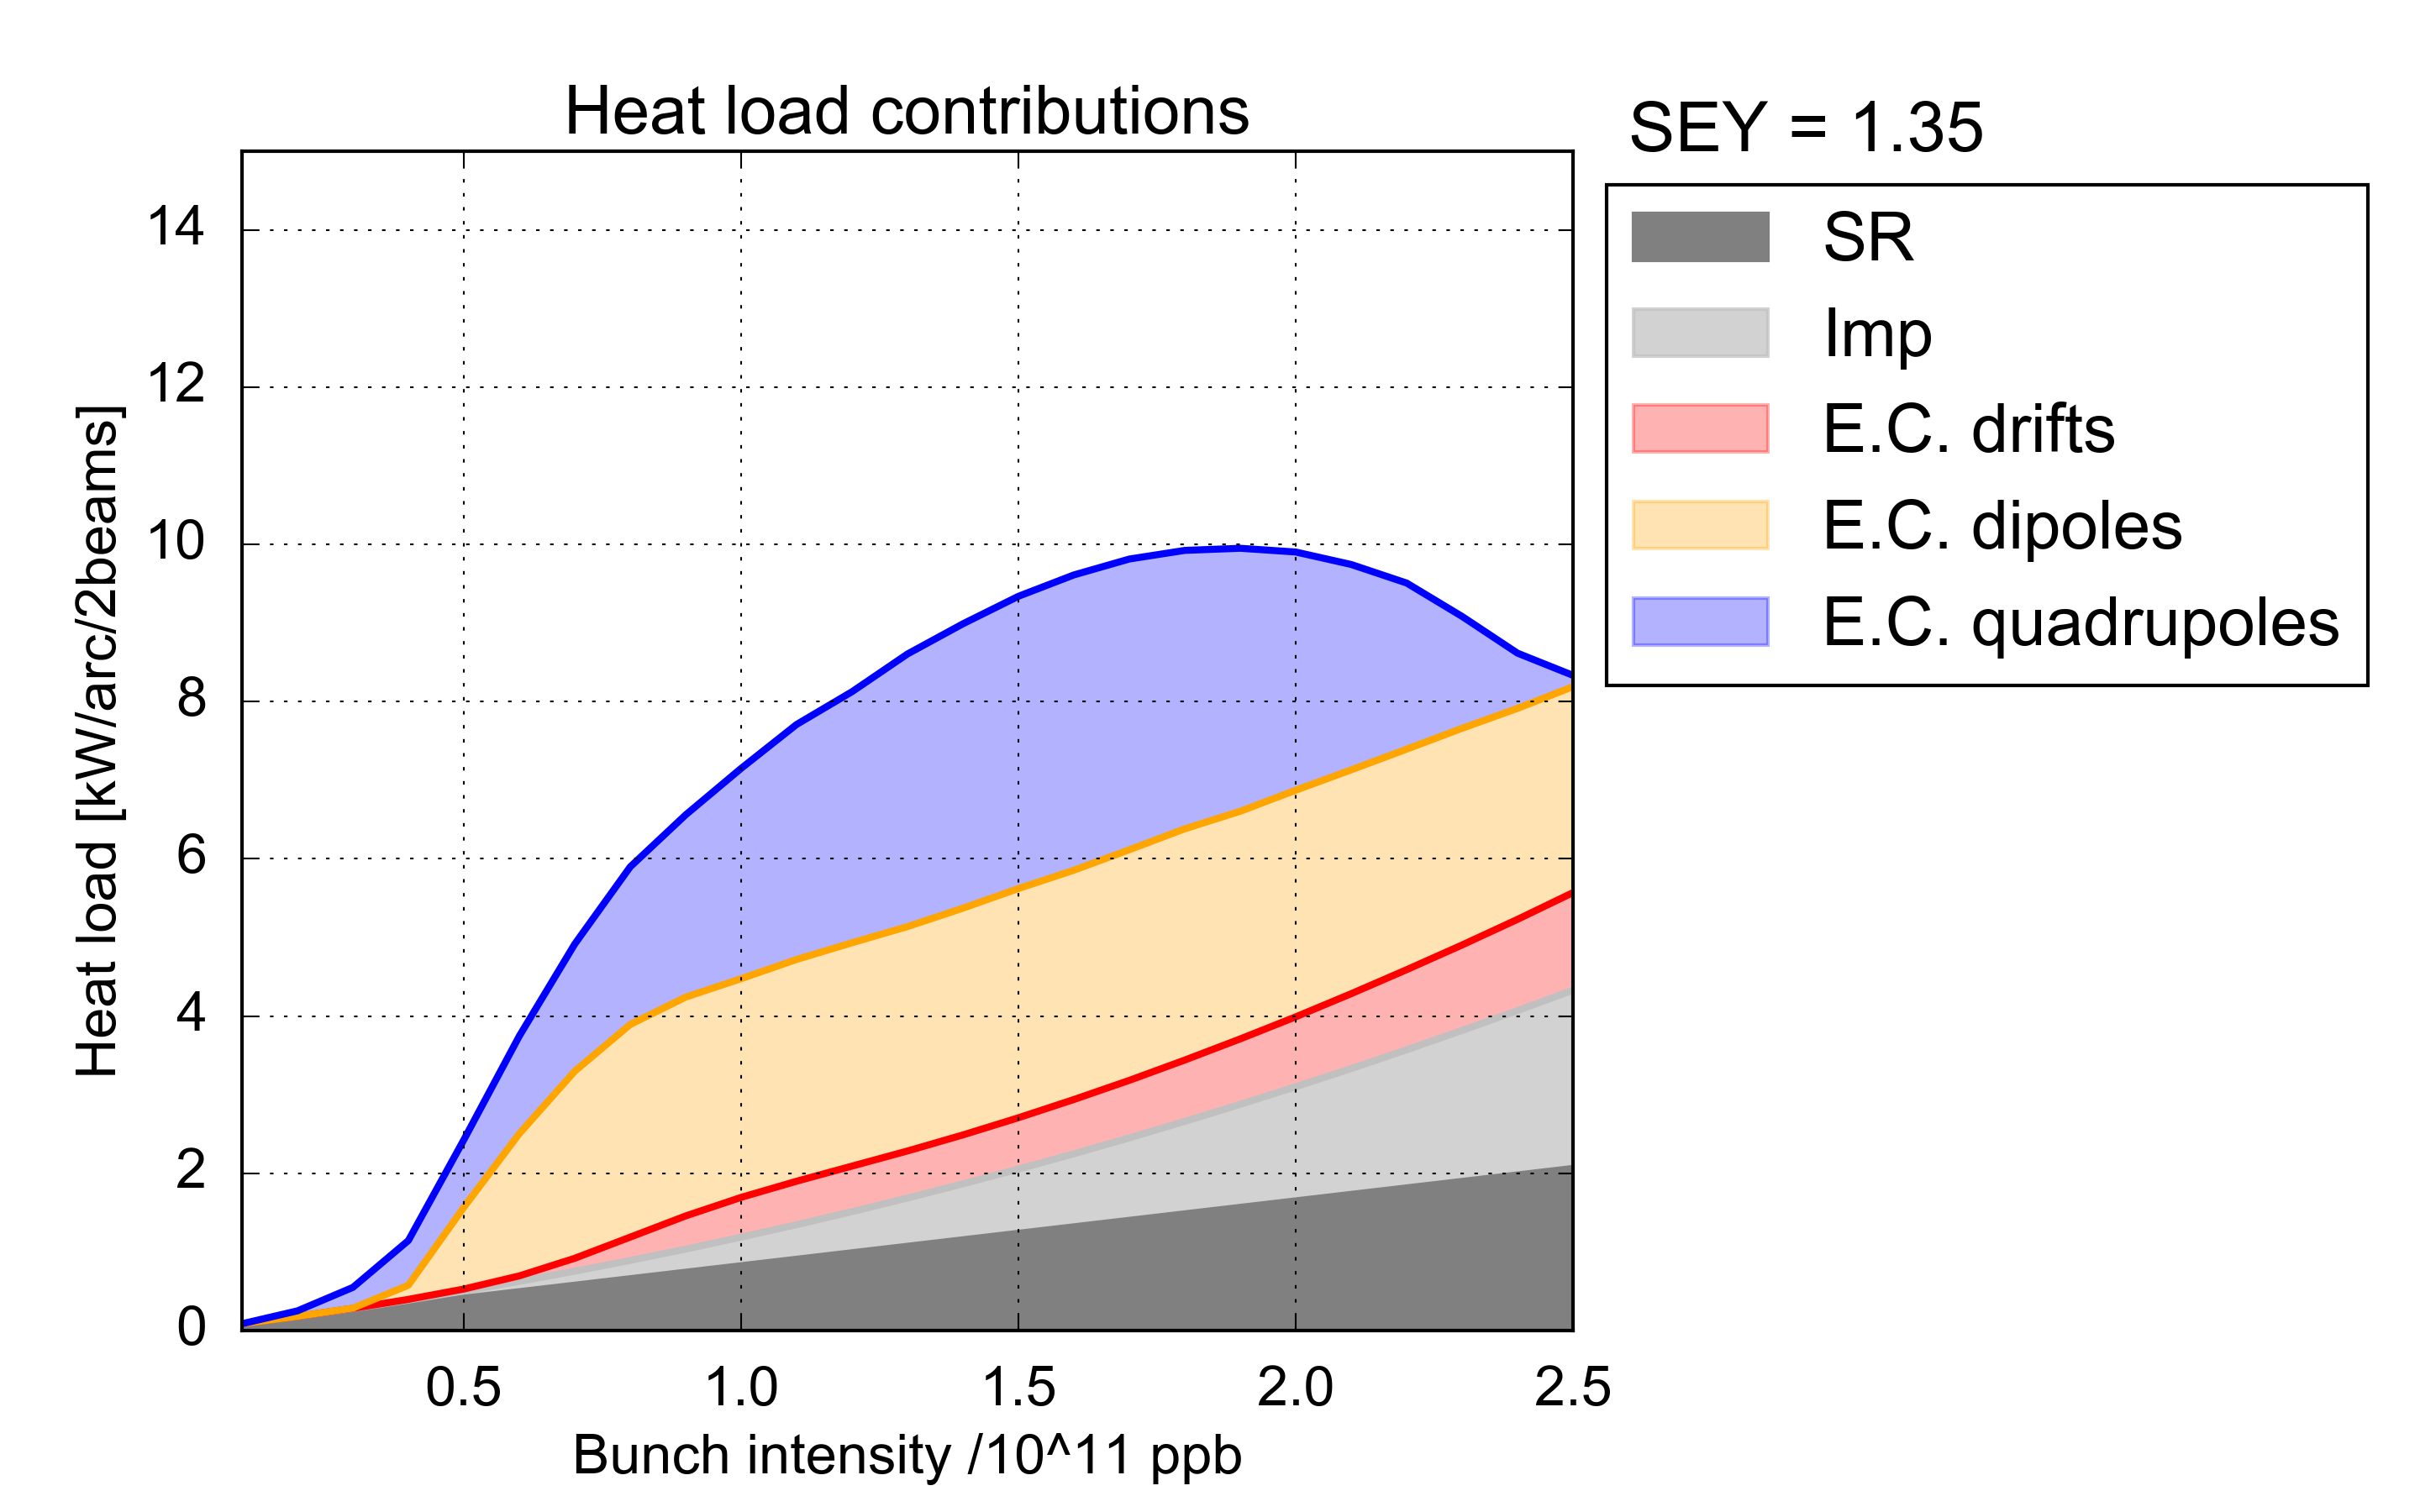 Heat load contributions
SEY = 1.35
SR
Imp
E.C. drifts
E.C. dipoles
E.C. quadrupoles
Heat load [kW/arc/2beams]
14
12
10
8
6
4
2
0
0.5 1.0 1.5 2.0 2.5
Bunch intensity /10^11 ppb